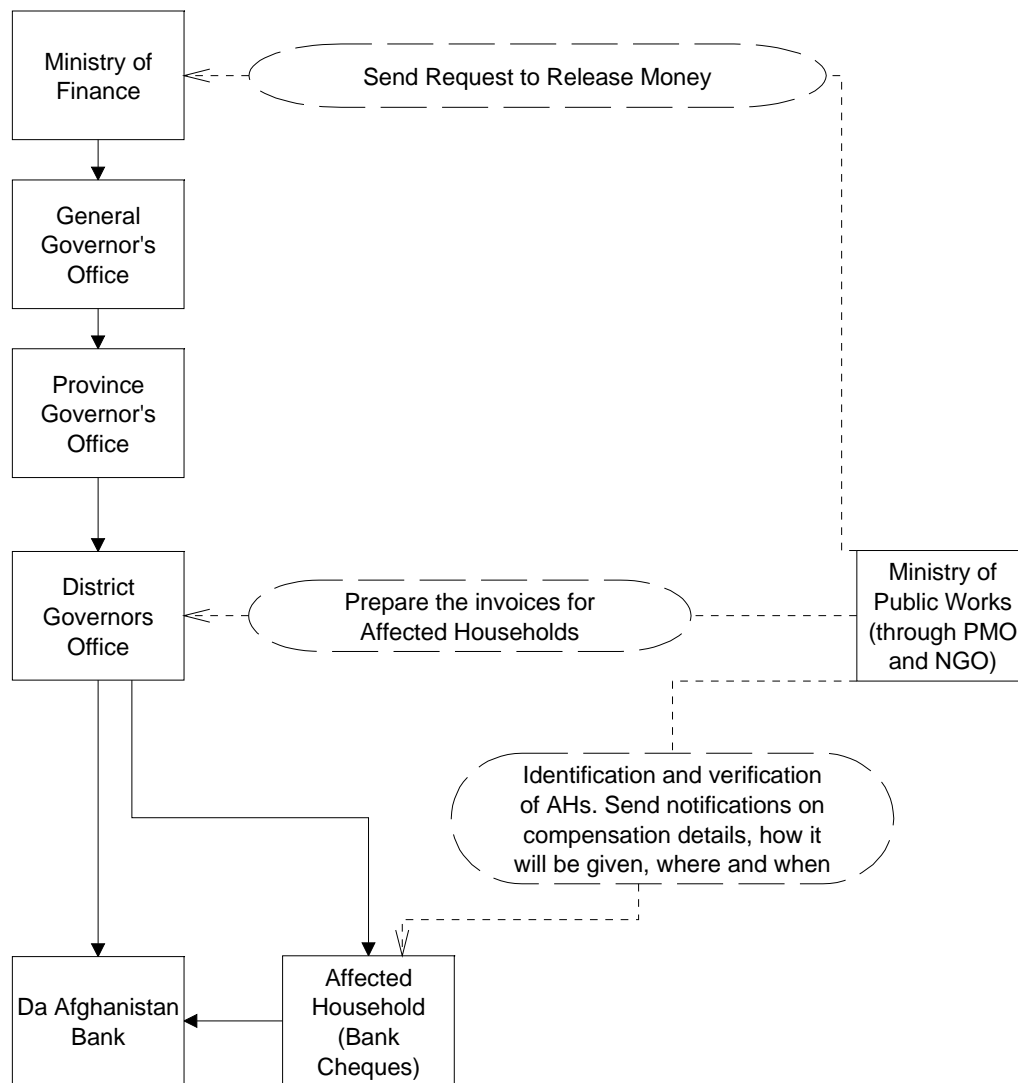 Ministry of
Finance
Send Request to Release Money
General
Governor's
Office
Province
Governor's
Office
District
Governors
Office
Prepare the invoices for
Affected Households
Ministry of
Public Works
(through PMO
and NGO)
Identification and verification
of AHs. Send notifications on
compensation details, how it
will be given, where and when
Da Afghanistan
Bank
Affected
Household
(Bank
Cheques)